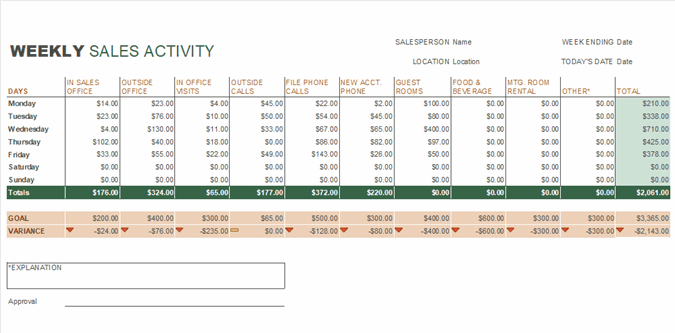 WEEKLY SALES ACTIVITY
SALESPERSON Name WEEK ENDING Date
LOCATION Location TODAY'S DATE Date
DAYS IN SALES OFFICE OUTSIDE OFFICE IN OFFICE VISITS OUTSIDE CALLS FILE PHONE CALLS NEW ACCT. PHONE GUEST ROOMS FOOD & BEVERAGE MTG. ROOM RENTAL OTHER* TOTAL
Monday $14.00 $23.00 $4.00 $45.00 $22.00 $2.00 $100.00 $0.00 $0.00 $0.00 $210.00
Tuesday $23.00 $76.00 $10.00 $50.00 $54.00 $45.00 $80.00 $0.00 $0.00 $0.00 $338.00
Wednesday $4.00 $130.00 $11.00 $33.00 $67.00 $65.00 $400.00 $0.00 $0.00 $0.00 $710.00
Thursday $102.00 $40.00 $18.00 $0.00 $86.00 $82.00 $97.00 $0.00 $0.00 $0.00 $425.00
Friday $33.00 $55.00 $22.00 $49.00 $143.00 $26.00 $50.00 $0.00 $0.00 $0.00 $378.00
Saturday $0.00 $0.00 $0.00 $0.00 $0.00 $0.00 $0.00 $0.00 $0.00 $0.00 $0.00
Sunday $0.00 $0.00 $0.00 $0.00 $0.00 $0.00 $0.00 $0.00 $0.00 $0.00 $0.00
Totals $176.00 $324.00 $65.00 $177.00 $372.00 $220.00 $0.00 $0.00 $0.00 $2,061.00
GOAL $200.00 $400.00 $300.00 $65.00 $500.00 $300.00 $400.00 $600.00 $300.00 $300.00 $3,365.00
VARIANCE -$24.00 -$76.00 -$235.00 $0.00 -$128.00 -$80.00 -$400.00 -$600.00 -$300.00 -$300.00 -$2,143.00
*EXPLANATION
Approval